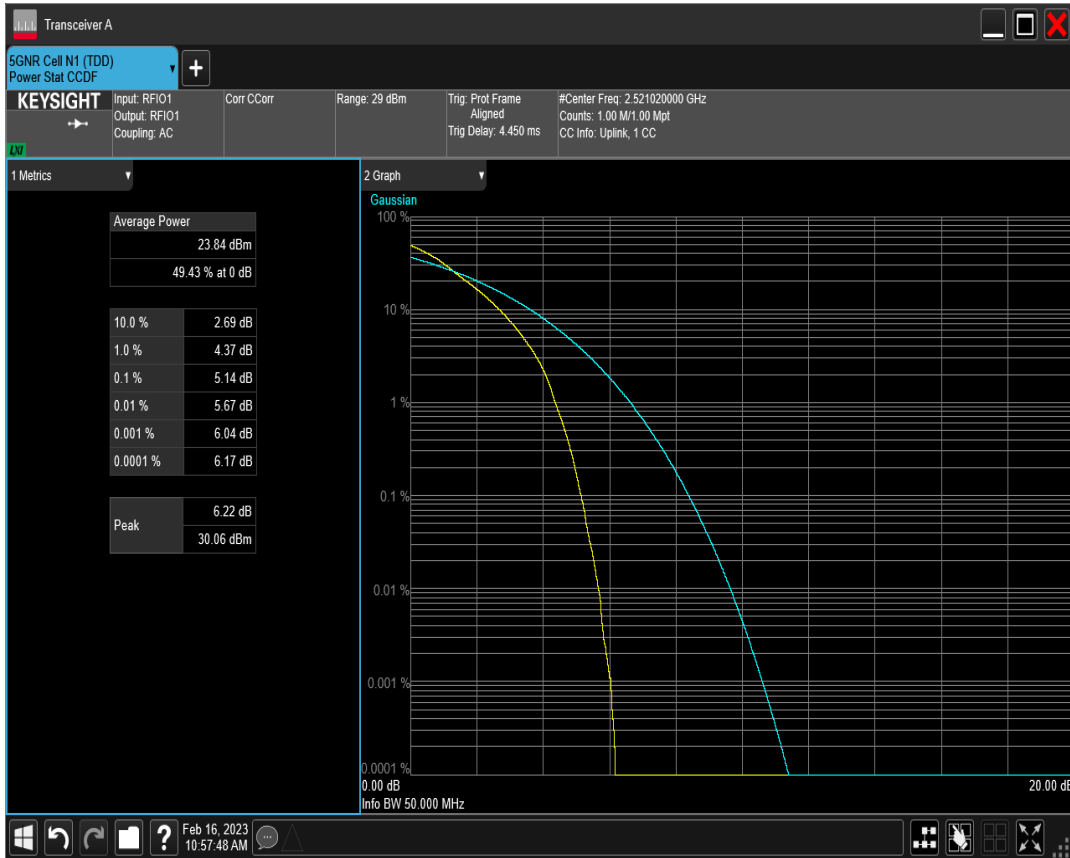 Transceiver A
5GNR Cell N1 (TDD)
Power Stat CCDF
+
KEYSIGHT
LXI
Input: RFIO1
Output: RFIO1
Coupling: AC
Corr CCorr
Range: 29 dBm
Trig: Prot Frame
Aligned
Trig Delay: 4.450 ms
#Center Freq: 2.521020000 GHz
Counts: 1.00 M/1.00 Mpt
CC Info: Uplink, 1 CC
1 Metrics
Average Power
23.84 dBm
49.43 % at 0 dB
10.0 % 2.69 dB
1.0 % 4.37 dB
0.1 % 5.14 dB
0.01 % 5.67 dB
0.001 % 6.04 dB
0.0001 % 6.17 dB
Peak
6.22 dB
30.06 dBm
2 Graph
Gaussian
100 %
10 %
1 %
0.1 %
0.01 %
0.001 %
0.0001 %
0.00 dB
20.00 dB
Info BW 50.000 MHz
?
Feb 16, 2023
10:57:48 AM